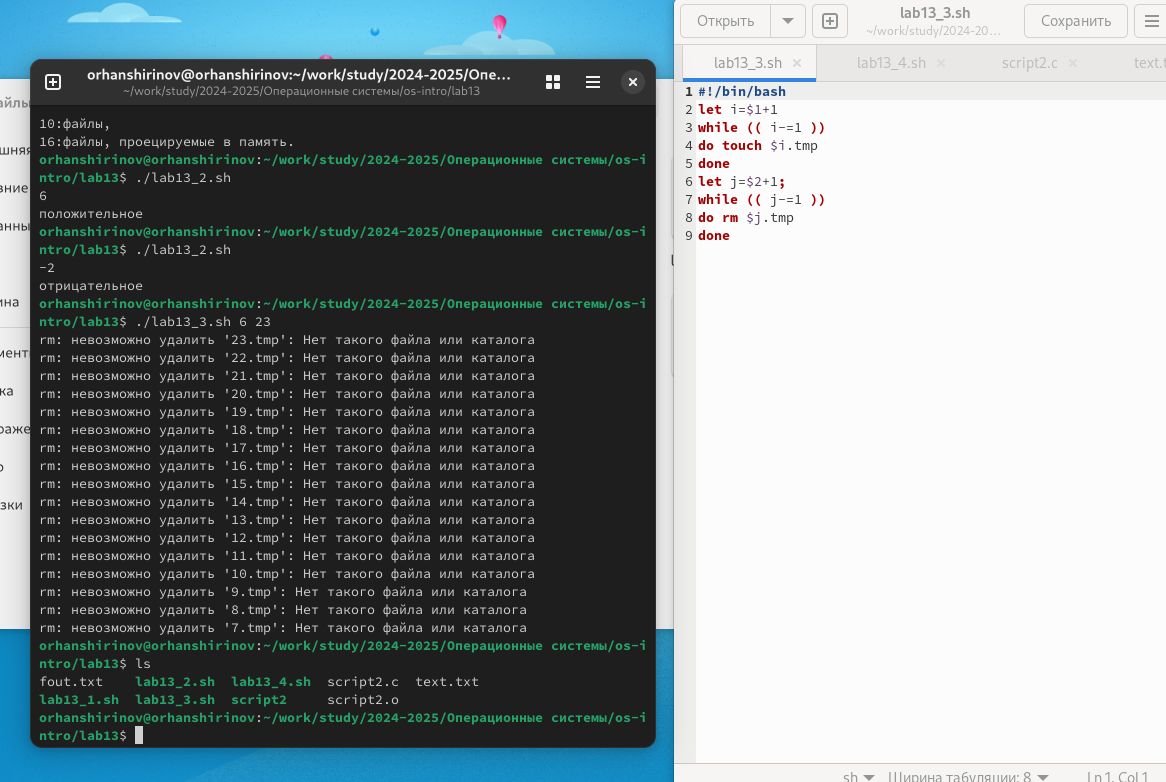 orhanshirinov@orhanshirinov:~/work/study/2024-2025/Опе...
~/work/study/2024-2025/Операционные системы/os-intro/lab13
10:файлы,
16:файлы, проецируемые в память.
orhanshirinov@orhanshirinov:~/work/study/2024-2025/Операционные системы/os-i
ntro/lab13$ ./lab13_2.sh
6
положительное
orhanshirinov@orhanshirinov:~/work/study/2024-2025/Операционные системы/os-i
ntro/lab13$ ./lab13_2.sh
-2
отрицательное
orhanshirinov@orhanshirinov:~/work/study/2024-2025/Операционные системы/os-i
ntro/lab13$ ./lab13_3.sh 6 23
rm: невозможно удалить '23.tmp': Нет такого файла или каталога
rm: невозможно удалить '22.tmp': Нет такого файла или каталога
rm: невозможно удалить '21.tmp': Нет такого файла или каталога
rm: невозможно удалить '20.tmp': Нет такого файла или каталога
rm: невозможно удалить '19.tmp': Нет такого файла или каталога
rm: невозможно удалить '18.tmp': Нет такого файла или каталога
rm: невозможно удалить '17.tmp': Нет такого файла или каталога
rm: невозможно удалить '16.tmp': Нет такого файла или каталога
rm: невозможно удалить '15.tmp': Нет такого файла или каталога
rm: невозможно удалить '14.tmp': Нет такого файла или каталога
rm: невозможно удалить '13.tmp': Нет такого файла или каталога
rm: невозможно удалить '12.tmp': Нет такого файла или каталога
rm: невозможно удалить '11.tmp': Нет такого файла или каталога
rm: невозможно удалить '10.tmp': Нет такого файла или каталога
rm: невозможно удалить '9.tmp': Нет такого файла или каталога
rm: невозможно удалить '8.tmp': Нет такого файла или каталога
rm: невозможно удалить '7.tmp': Нет такого файла или каталога
orhanshirinov@orhanshirinov:~/work/study/2024-2025/Операционные системы/os-i
ntro/lab13$ ls
fout.txt lab13_2.sh lab13_4.sh script2.c text.txt
lab13_1.sh lab13_3.sh script2 script2.o
orhanshirinov@orhanshirinov:~/work/study/2024-2025/Операционные системы/os-i
ntro/lab13$
Открыть
lab13_3.sh
~/work/study/2024-20...
Сохранить
lab13_3.sh × lab13_4.sh × script2.c × text.
1 #!/bin/bash
2 let i=$1+1
3 while (( i-=1 ))
4 do touch $i.tmp
5 done
6 let j=$2+1;
7 while (( j-=1 ))
8 do rm $j.tmp
9 done
sh Ширина табуляции: 8 Ln 1, Col 1